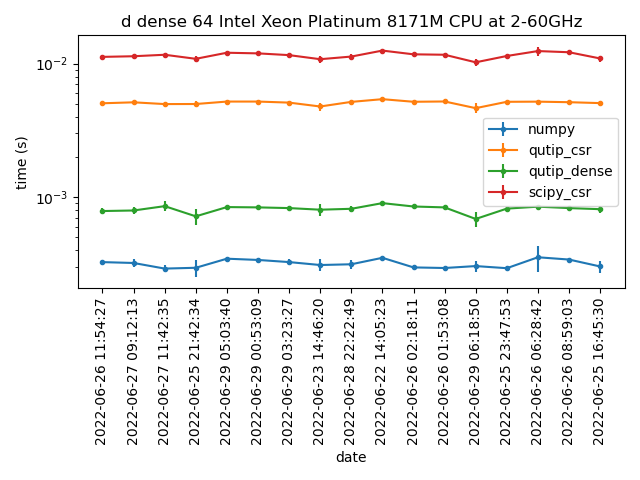 d dense 64 Intel Xeon Platinum 8171M CPU at 2-60GHz
time (s)
10⁻²
10⁻³
numpy
qutip_csr
qutip_dense
scipy_csr
2022-06-26 11:54:27
2022-06-27 09:12:13
2022-06-27 11:42:35
2022-06-25 21:42:34
2022-06-29 05:03:40
2022-06-29 00:53:09
2022-06-29 03:23:27
2022-06-23 14:46:20
2022-06-28 22:22:49
2022-06-22 14:05:23
2022-06-26 02:18:11
2022-06-26 01:53:08
2022-06-29 06:18:50
2022-06-25 23:47:53
2022-06-26 06:28:42
2022-06-26 08:59:03
2022-06-25 16:45:30
date